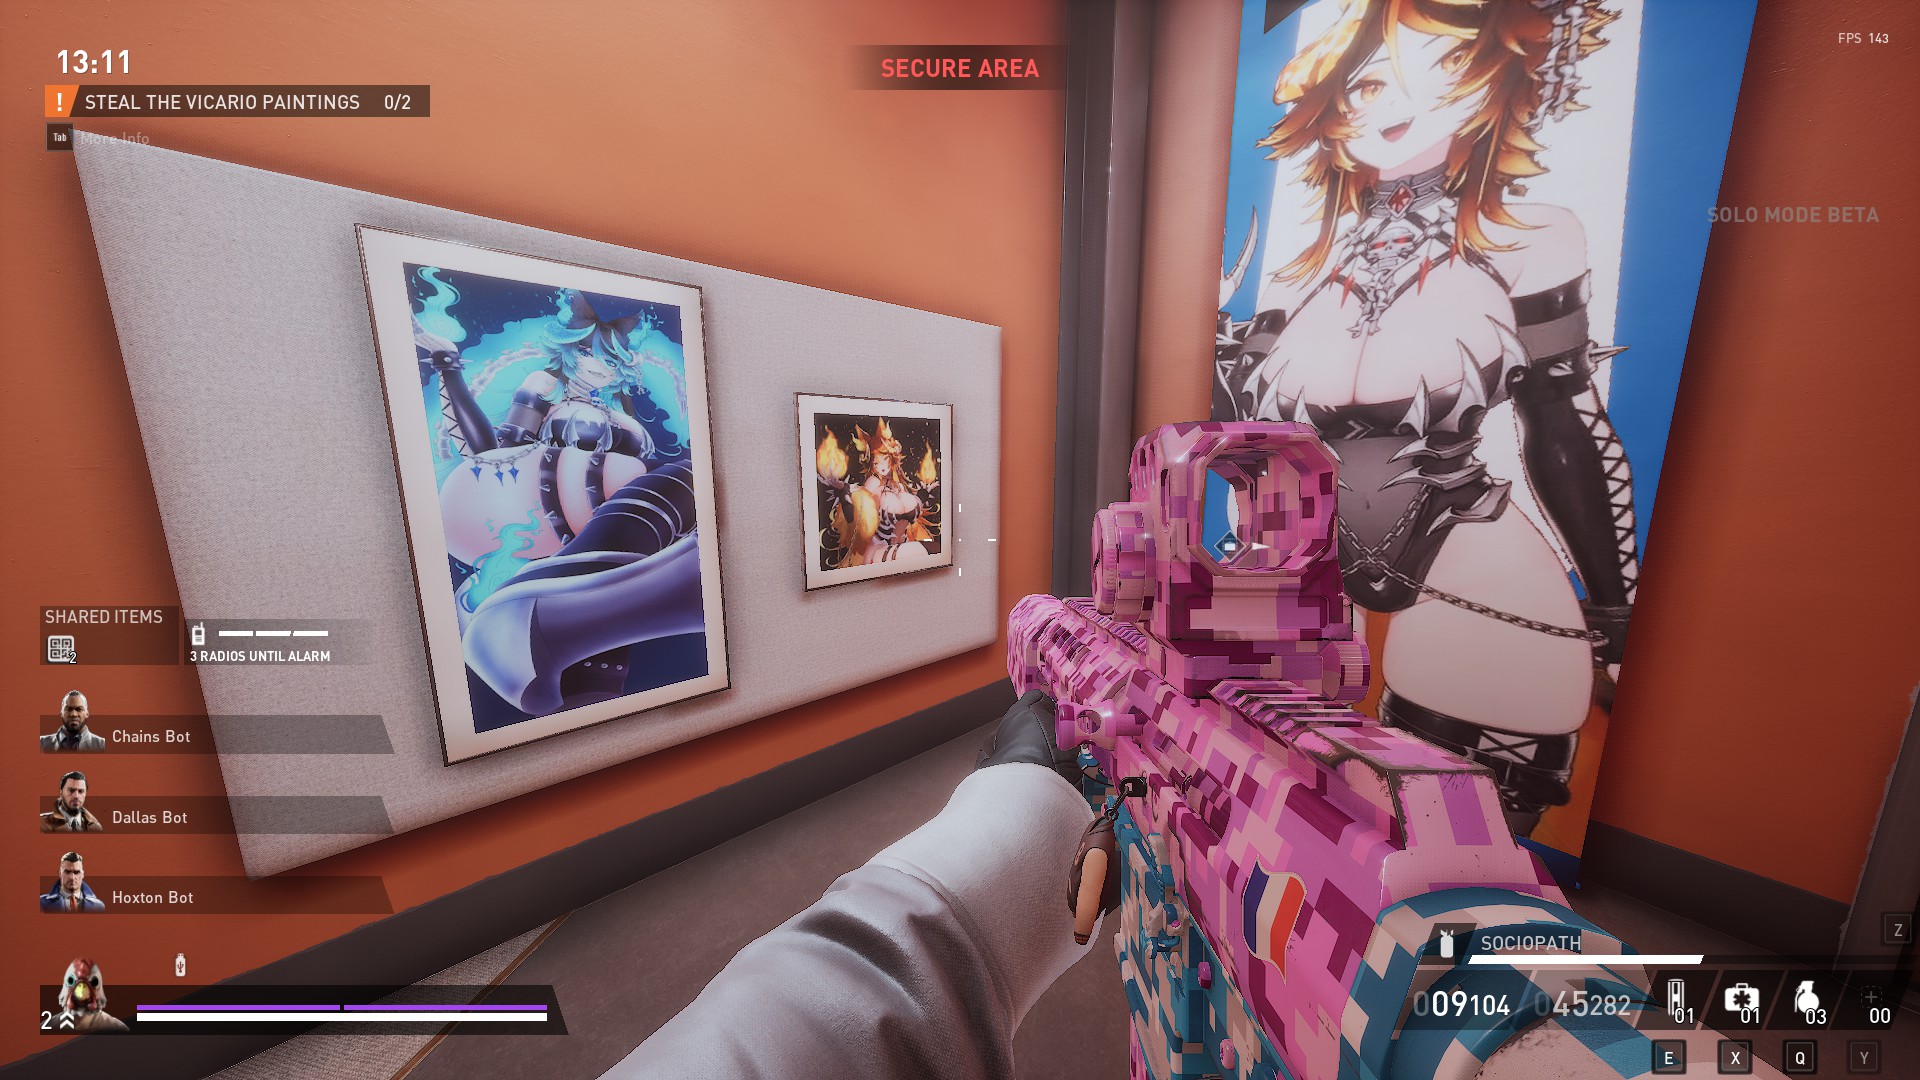 13:11
! STEAL THE VICARIO PAINTINGS 0/2
Tab More Info
SECURE AREA
FPS 143
SOLO MODE BETA
SHARED ITEMS
2
3 RADIOS UNTIL ALARM
Chains Bot
Dallas Bot
Hoxton Bot
2
Z
SOCIOPATH
009104 045282
01 01 03 00
E X Q Y